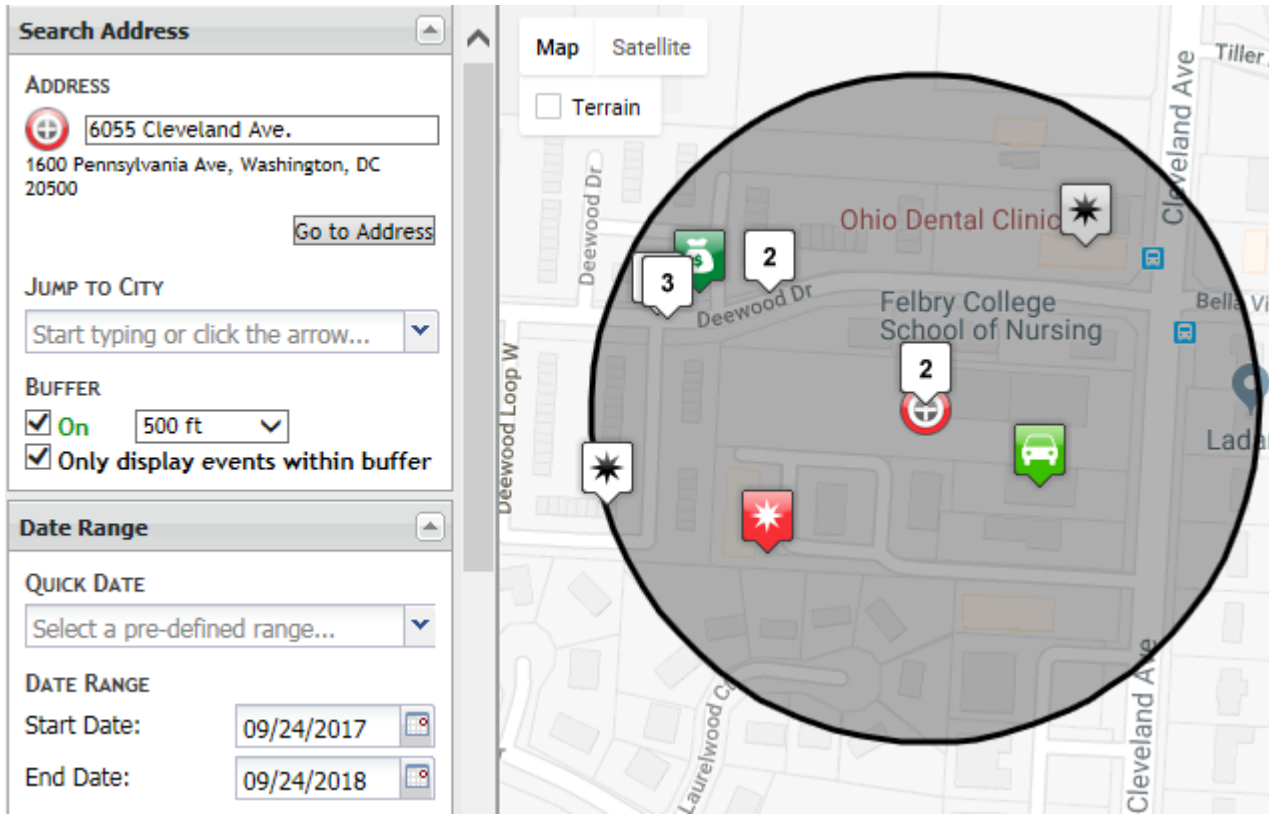 Search Address
ADDRESS
6055 Cleveland Ave.
1600 Pennsylvania Ave, Washington, DC
20500
Go to Address
JUMP TO CITY
Start typing or click the arrow...
BUFFER
On
500 ft
Only display events within buffer
Date Range
QUICK DATE
Select a pre-defined range...
DATE RANGE
Start Date:
09/24/2017
End Date:
09/24/2018
Map
Satellite
Terrain
Tiller
Cleveland Ave
Deewood Dr
Ohio Dental Clinic
$
2
3
Deewood Dr
Felbry College
School of Nursing
Bella Vi
2
Deewood Loop W
Ladar
Laurelwood
Cleveland Ave